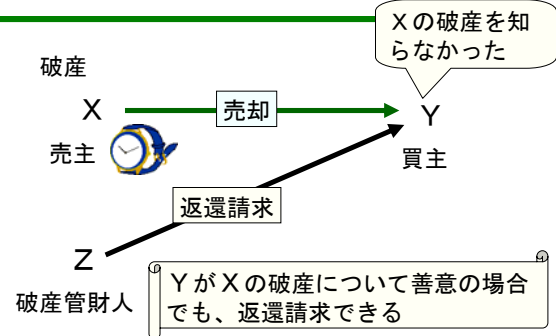 Xの破産を知
らなかった
破産
X
売却
Y
売主
買主
返還請求
Z
破産管財人
YがXの破産について善意の場合
でも、返還請求できる